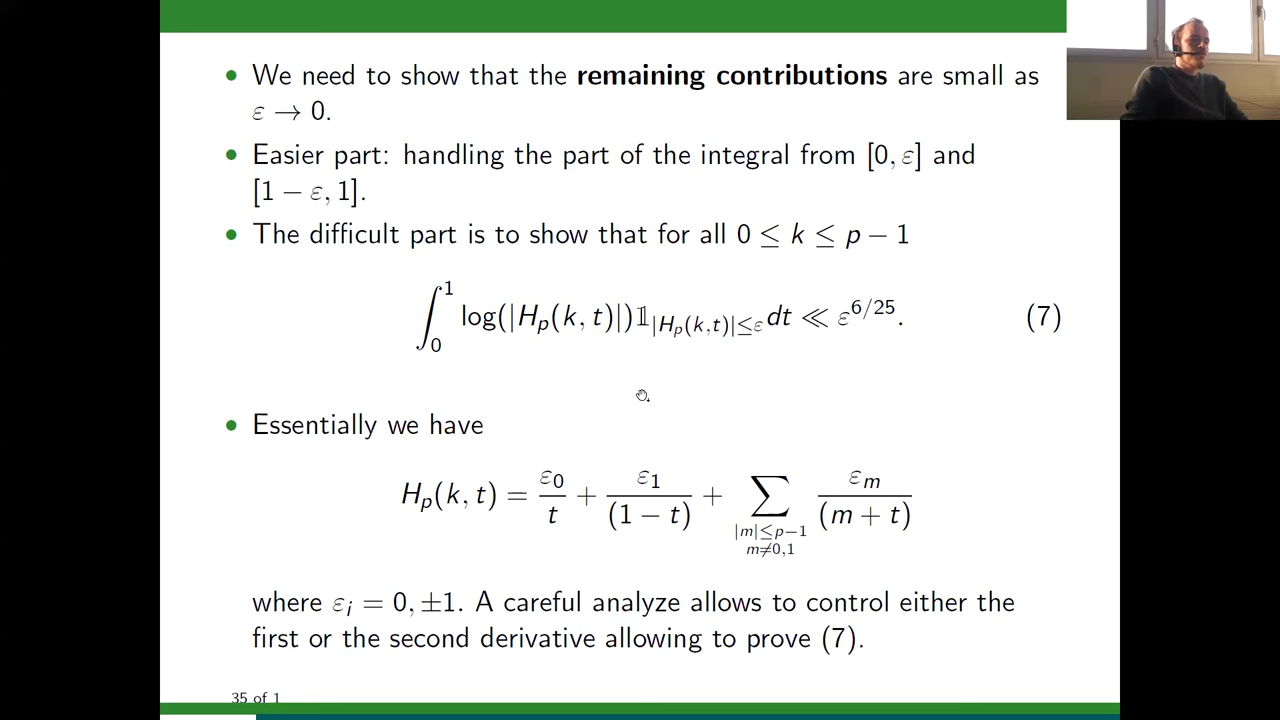 • We need to show that the remaining contributions are small as
ε → 0.
• Easier part: handling the part of the integral from [0, ε] and
[1 − ε, 1].
• The difficult part is to show that for all 0 ≤ k ≤ p − 1
∫_0^1 log(|H_p(k, t)|)𝟙_{|H_p(k,t)|≤ε} dt ≪ ε^{6/25}. (7)
• Essentially we have
H_p(k, t) = ε_0/t + ε_1/(1 − t) + ∑_{|m|≤p−1, m≠0,1} ε_m/(m + t)
where ε_i = 0, ±1. A careful analyze allows to control either the
first or the second derivative allowing to prove (7).
35 of 1